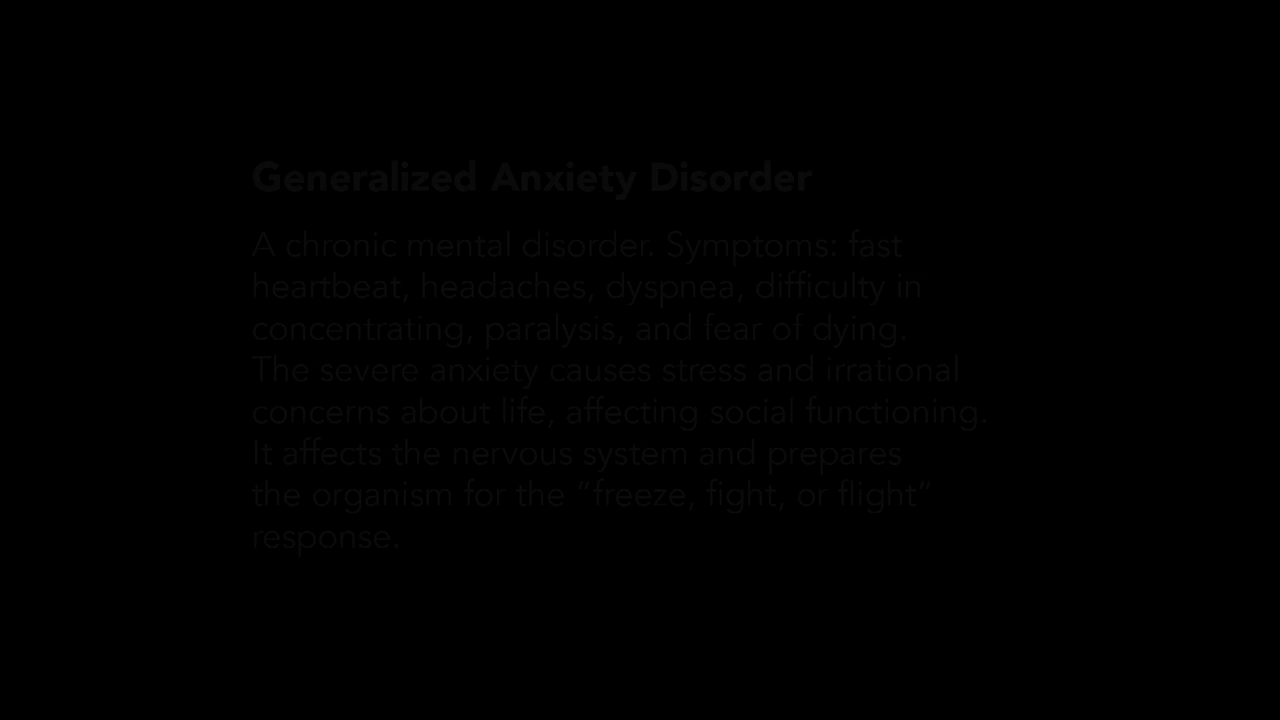 Generalized Anxiety Disorder
A chronic mental disorder. Symptoms: fast
heartbeat, headaches, dyspnea, difficulty in
concentrating, paralysis, and fear of dying.
The severe anxiety causes stress and irrational
concerns about life, affecting social functioning.
It affects the nervous system and prepares
the organism for the “freeze, fight, or flight”
response.